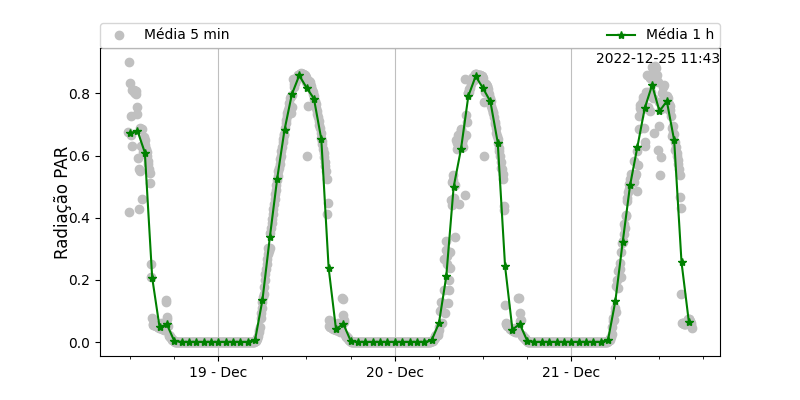 Média 5 min
Média 1 h
2022-12-25 11:43
Radiação PAR
0.8
0.6
0.4
0.2
0.0
19 - Dec
20 - Dec
21 - Dec